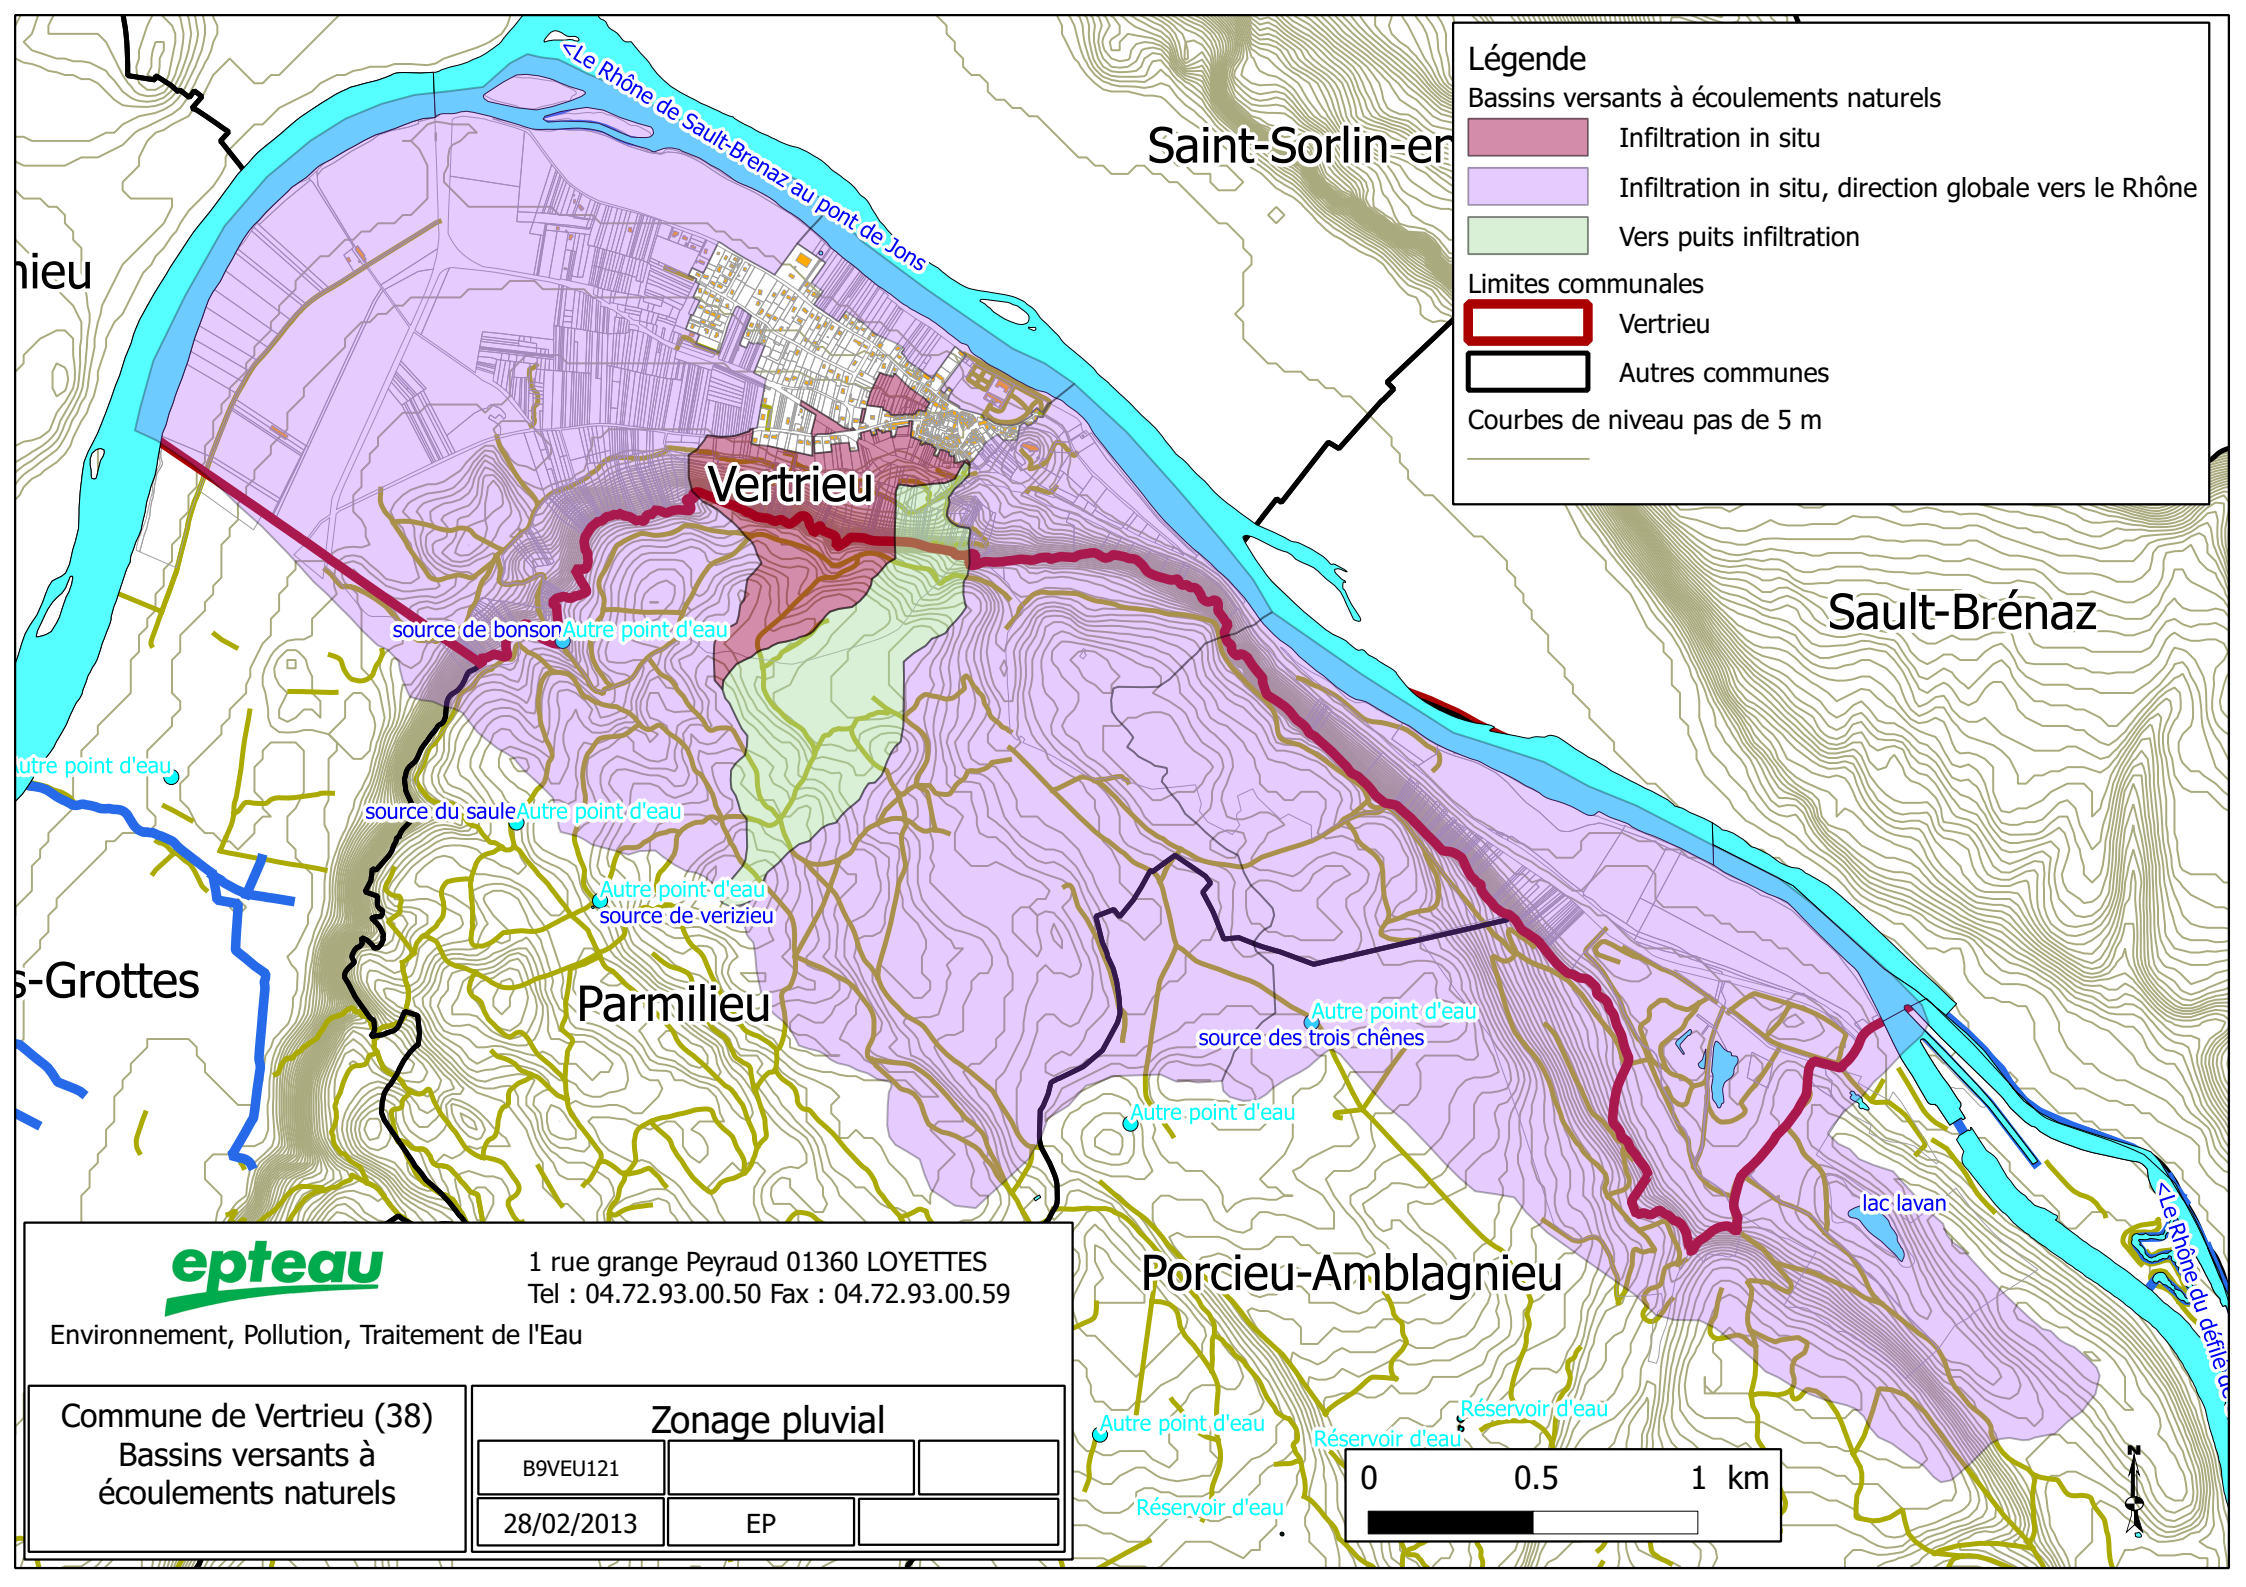 <Le Rhône de Sault-Brenaz au pont de Jons
Saint-Sorlin-en
nieu
Légende
Bassins versants à écoulements naturels
Infiltration in situ
Infiltration in situ, direction globale vers le Rhône
Vers puits infiltration
Limites communales
Vertrieu
Autres communes
Courbes de niveau pas de 5 m
Vertrieu
Sault-Brénaz
source de bonson
Autre point d'eau
Autre point d'eau
source du saule
Autre point d'eau
Autre point d'eau
source de verizieu
s-Grottes
Parmilieu
Autre point d'eau
source des trois chênes
Autre point d'eau
lac lavan
<Le Rhône du défilé de
Porcieu-Amblagnieu
Autre point d'eau
Réservoir d'eau
Réservoir d'eau
Réservoir d'eau
epteau
1 rue grange Peyraud 01360 LOYETTES
Tel : 04.72.93.00.50 Fax : 04.72.93.00.59
Environnement, Pollution, Traitement de l'Eau
Commune de Vertrieu (38)
Bassins versants à
écoulements naturels
Zonage pluvial
B9VEU121
28/02/2013
EP
0 0.5 1 km
N